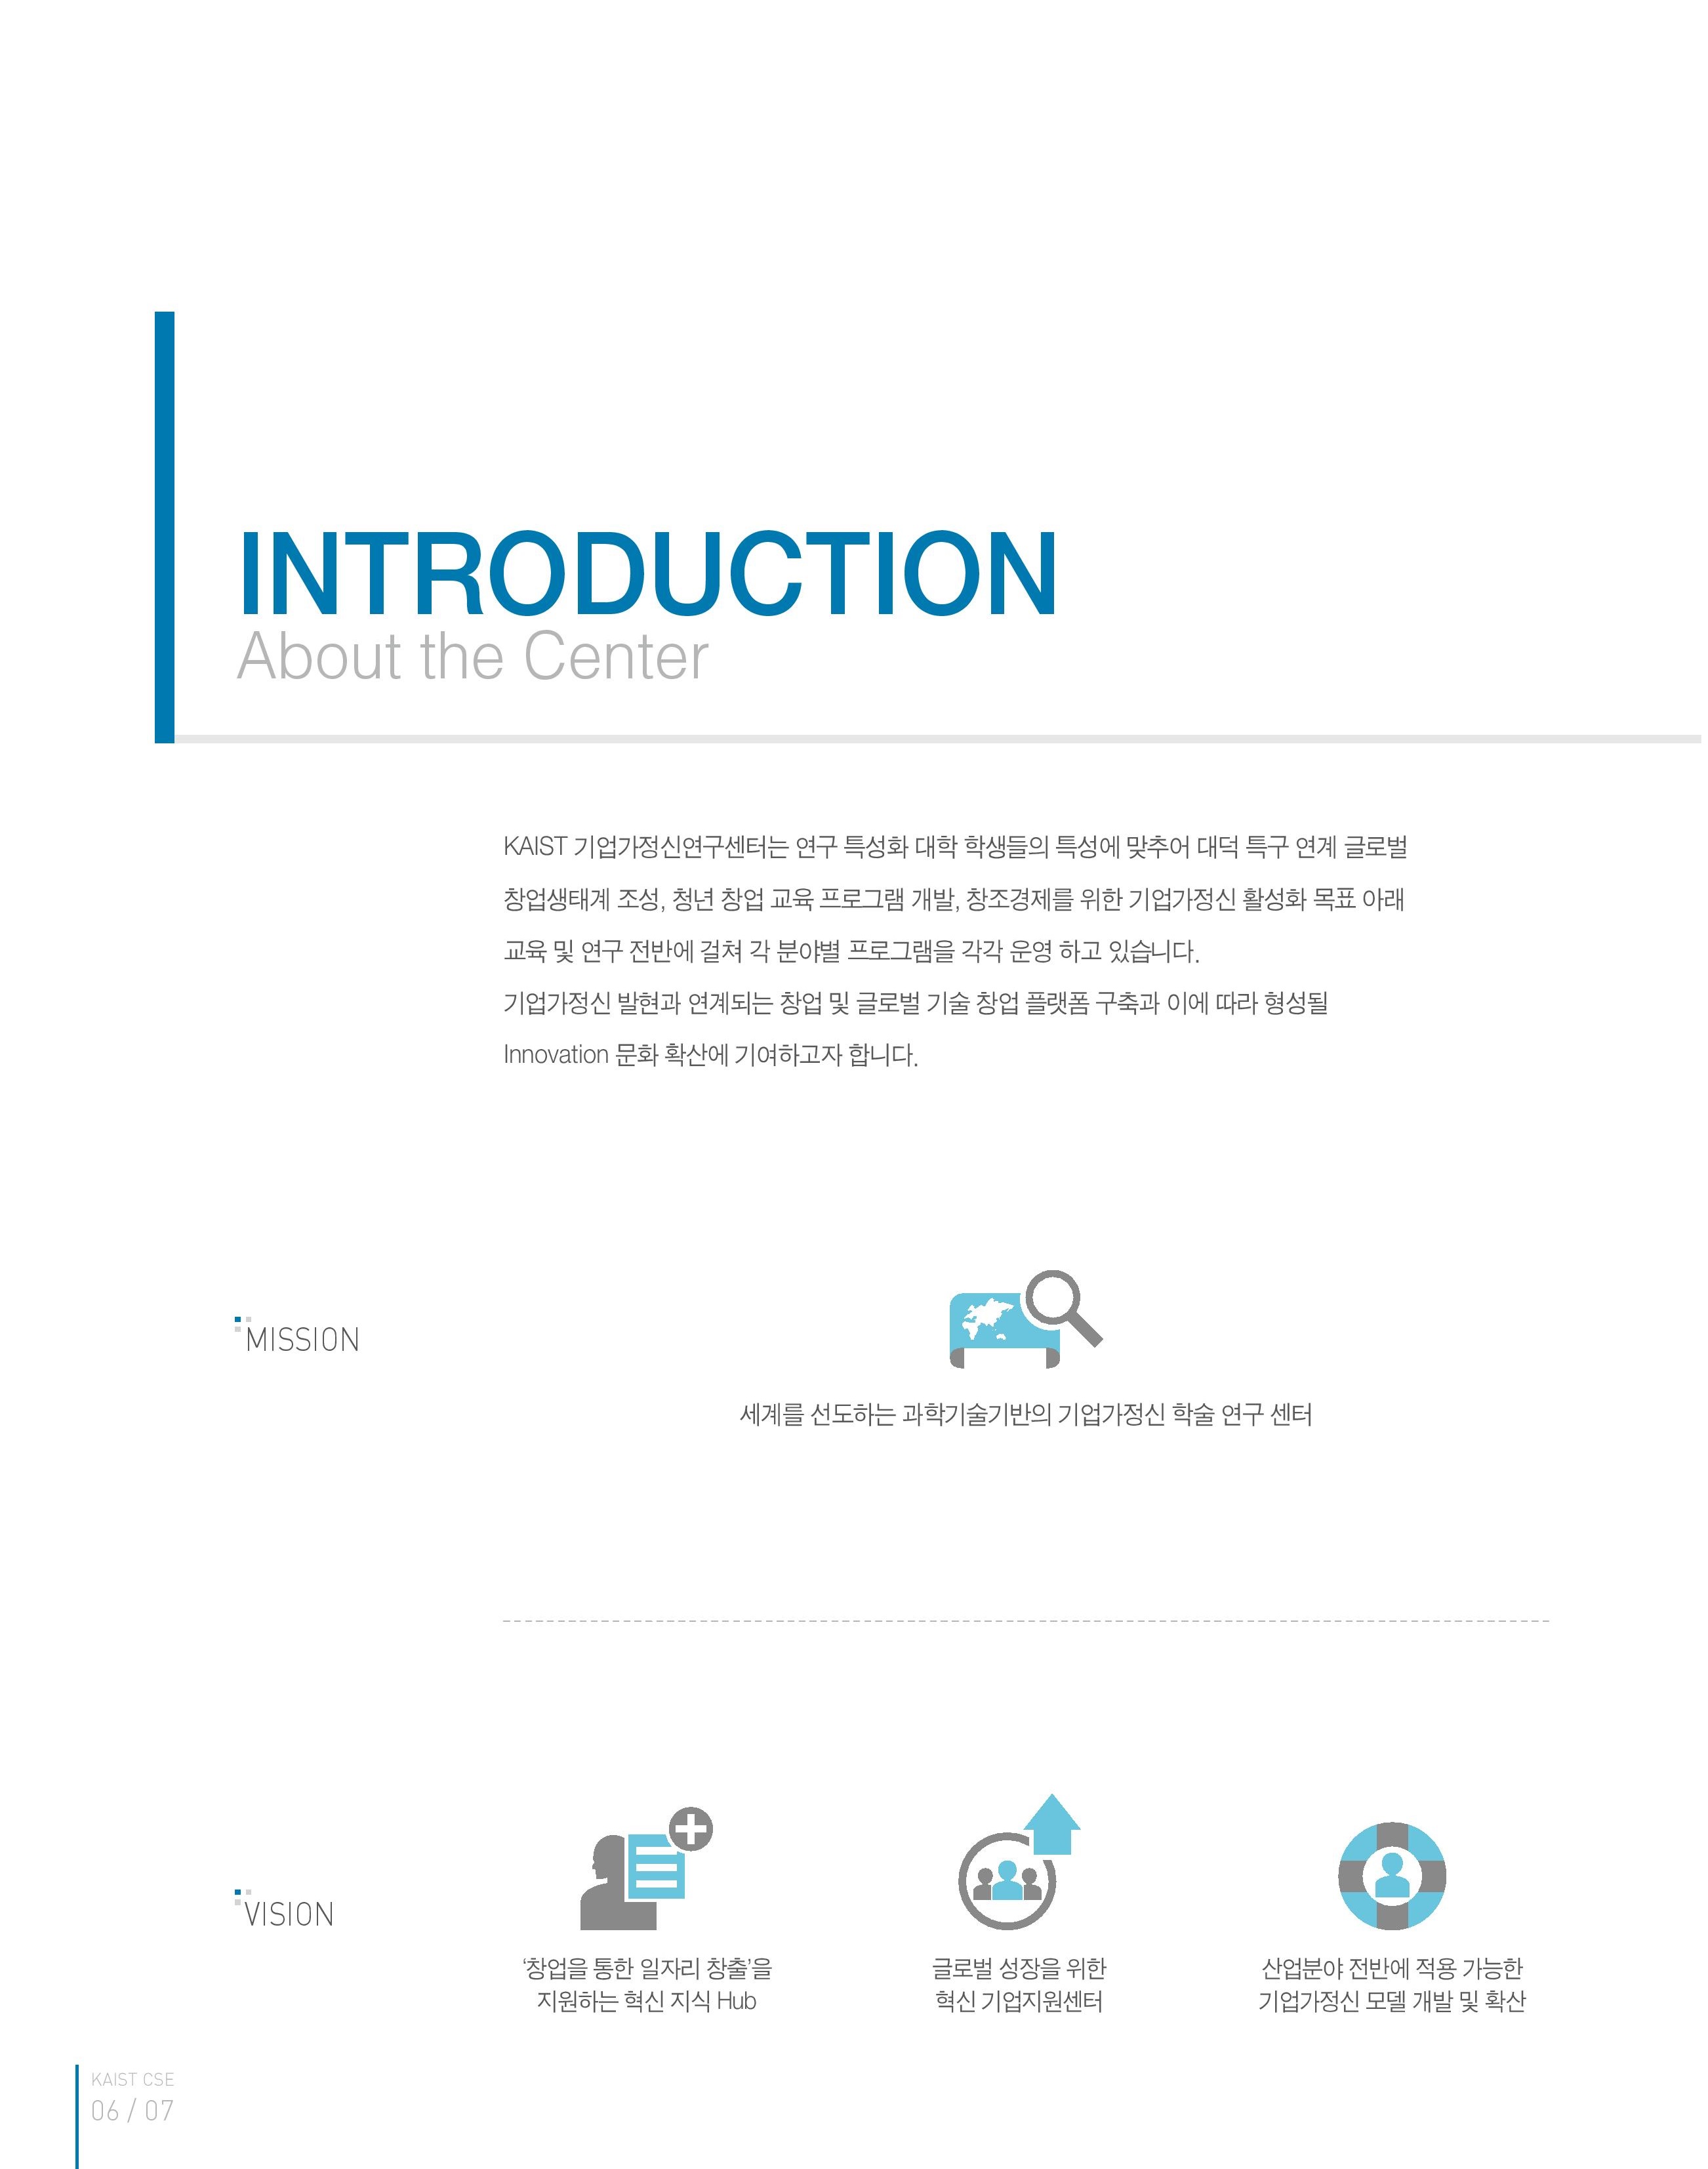 INTRODUCTION
About the Center
KAIST 기업가정신연구센터는 연구 특성화 대학 학생들의 특성에 맞추어 대덕 특구 연계 글로벌
창업생태계 조성, 청년 창업 교육 프로그램 개발, 창조경제를 위한 기업가정신 활성화 목표 아래
교육 및 연구 전반에 걸쳐 각 분야별 프로그램을 각각 운영 하고 있습니다.
기업가정신 발현과 연계되는 창업 및 글로벌 기술 창업 플랫폼 구축과 이에 따라 형성될
Innovation 문화 확산에 기여하고자 합니다.
MISSION
세계를 선도하는 과학기술기반의 기업가정신 학술 연구 센터
VISION
‘창업을 통한 일자리 창출’을
지원하는 혁신 지식 Hub
글로벌 성장을 위한
혁신 기업지원센터
산업분야 전반에 적용 가능한
기업가정신 모델 개발 및 확산
KAIST CSE
06 / 07